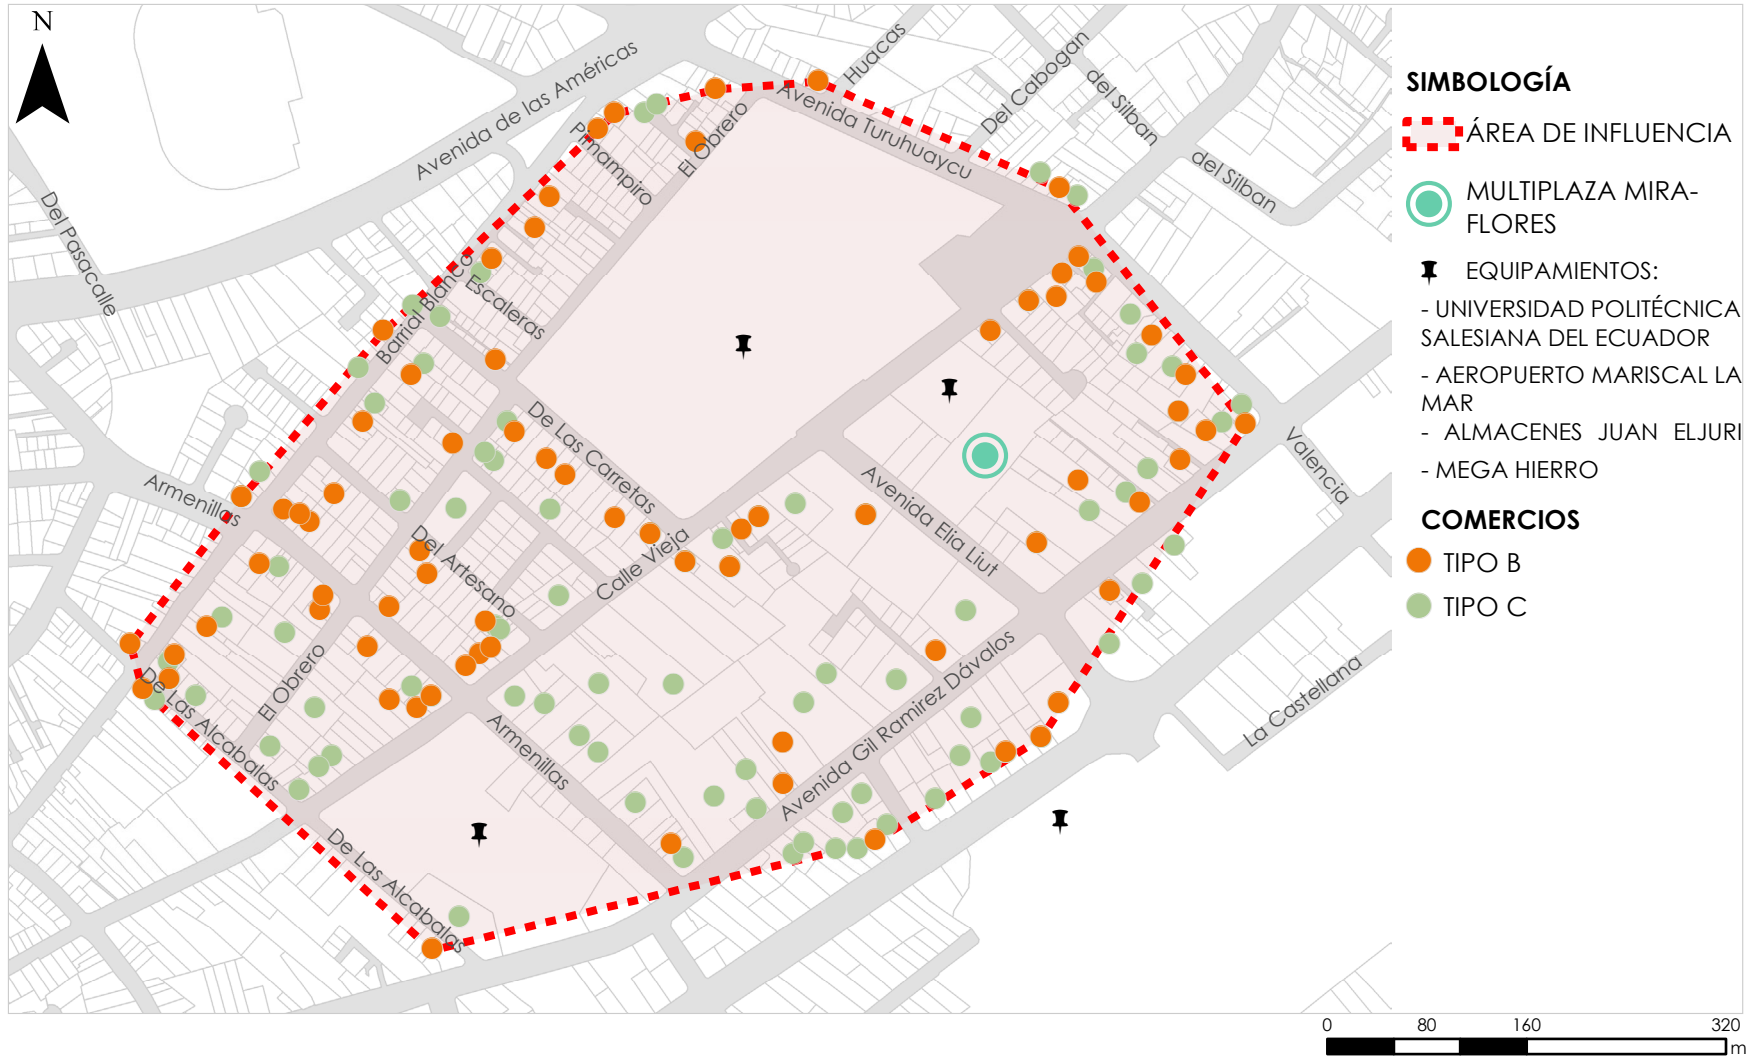 N
Avenida de las Américas
Huacas
Del Cabogan
del Silban
del Silban
Avenida Turuhuaycu
El Obrero
Pimampiro
Del Pasacalle
Barrial Blanco
Escaleras
De Las Carretas
Armenillas
Avenida Elia Liut
Valencia
Del Artesano
Calle Vieja
El Obrero
De Las Alcabalas
Armenillas
Avenida Gil Ramirez Dávalos
La Castellana
De Las Alcabalas
SIMBOLOGÍA
ÁREA DE INFLUENCIA
MULTIPLAZA MIRA-
FLORES
EQUIPAMIENTOS:
- UNIVERSIDAD POLITÉCNICA
SALESIANA DEL ECUADOR
- AEROPUERTO MARISCAL LA
MAR
- ALMACENES JUAN ELJURI
- MEGA HIERRO
COMERCIOS
TIPO B
TIPO C
0 80 160 320
m